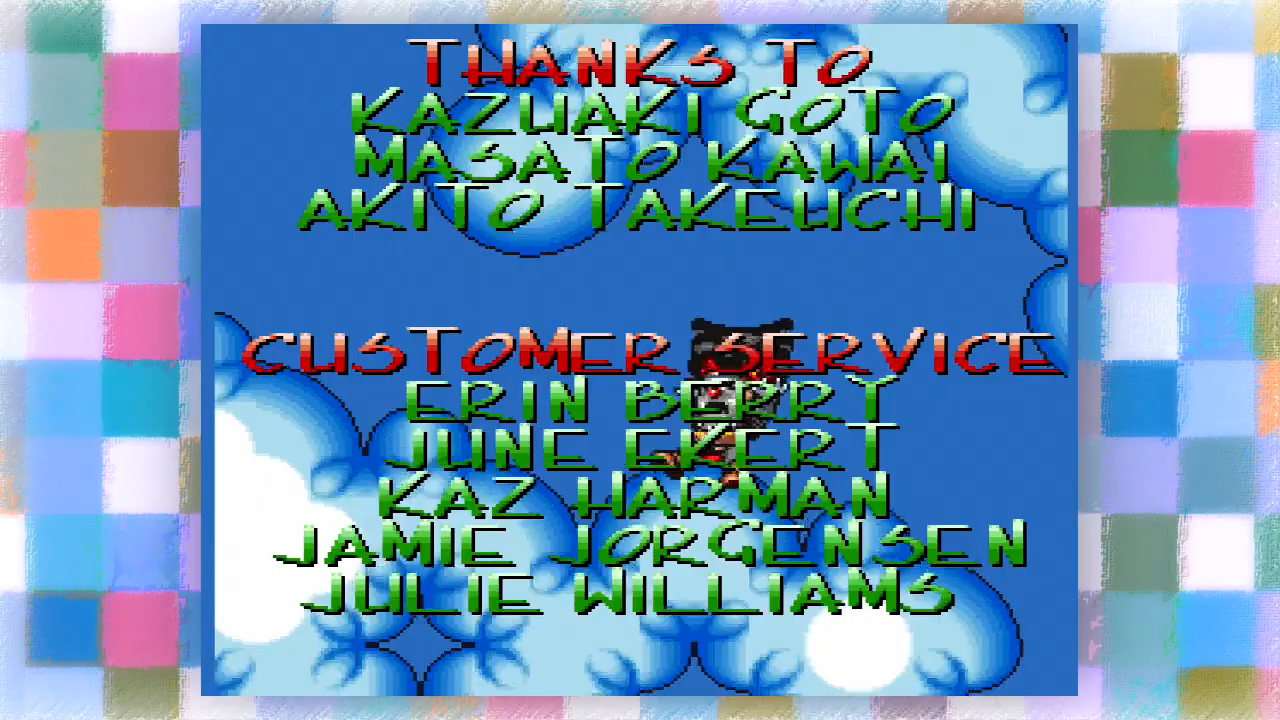 THANKS TO
KAZUAKI GOTO
MASATO KAWAI
AKITO TAKEUCHI
CUSTOMER SERVICE
ERIN BERRY
JUNE EKERT
KAZ HARMAN
JAMIE JORGENSEN
JULIE WILLIAMS